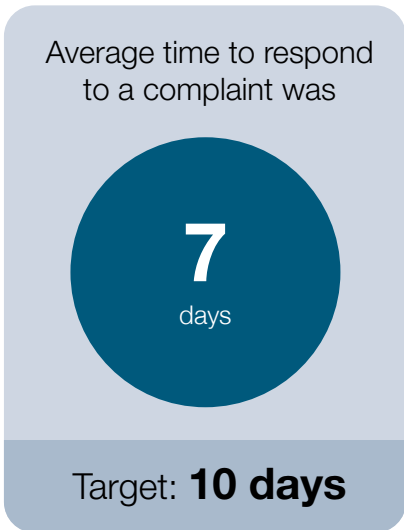 Average time to respond
to a complaint was
7
days
Target: 10 days